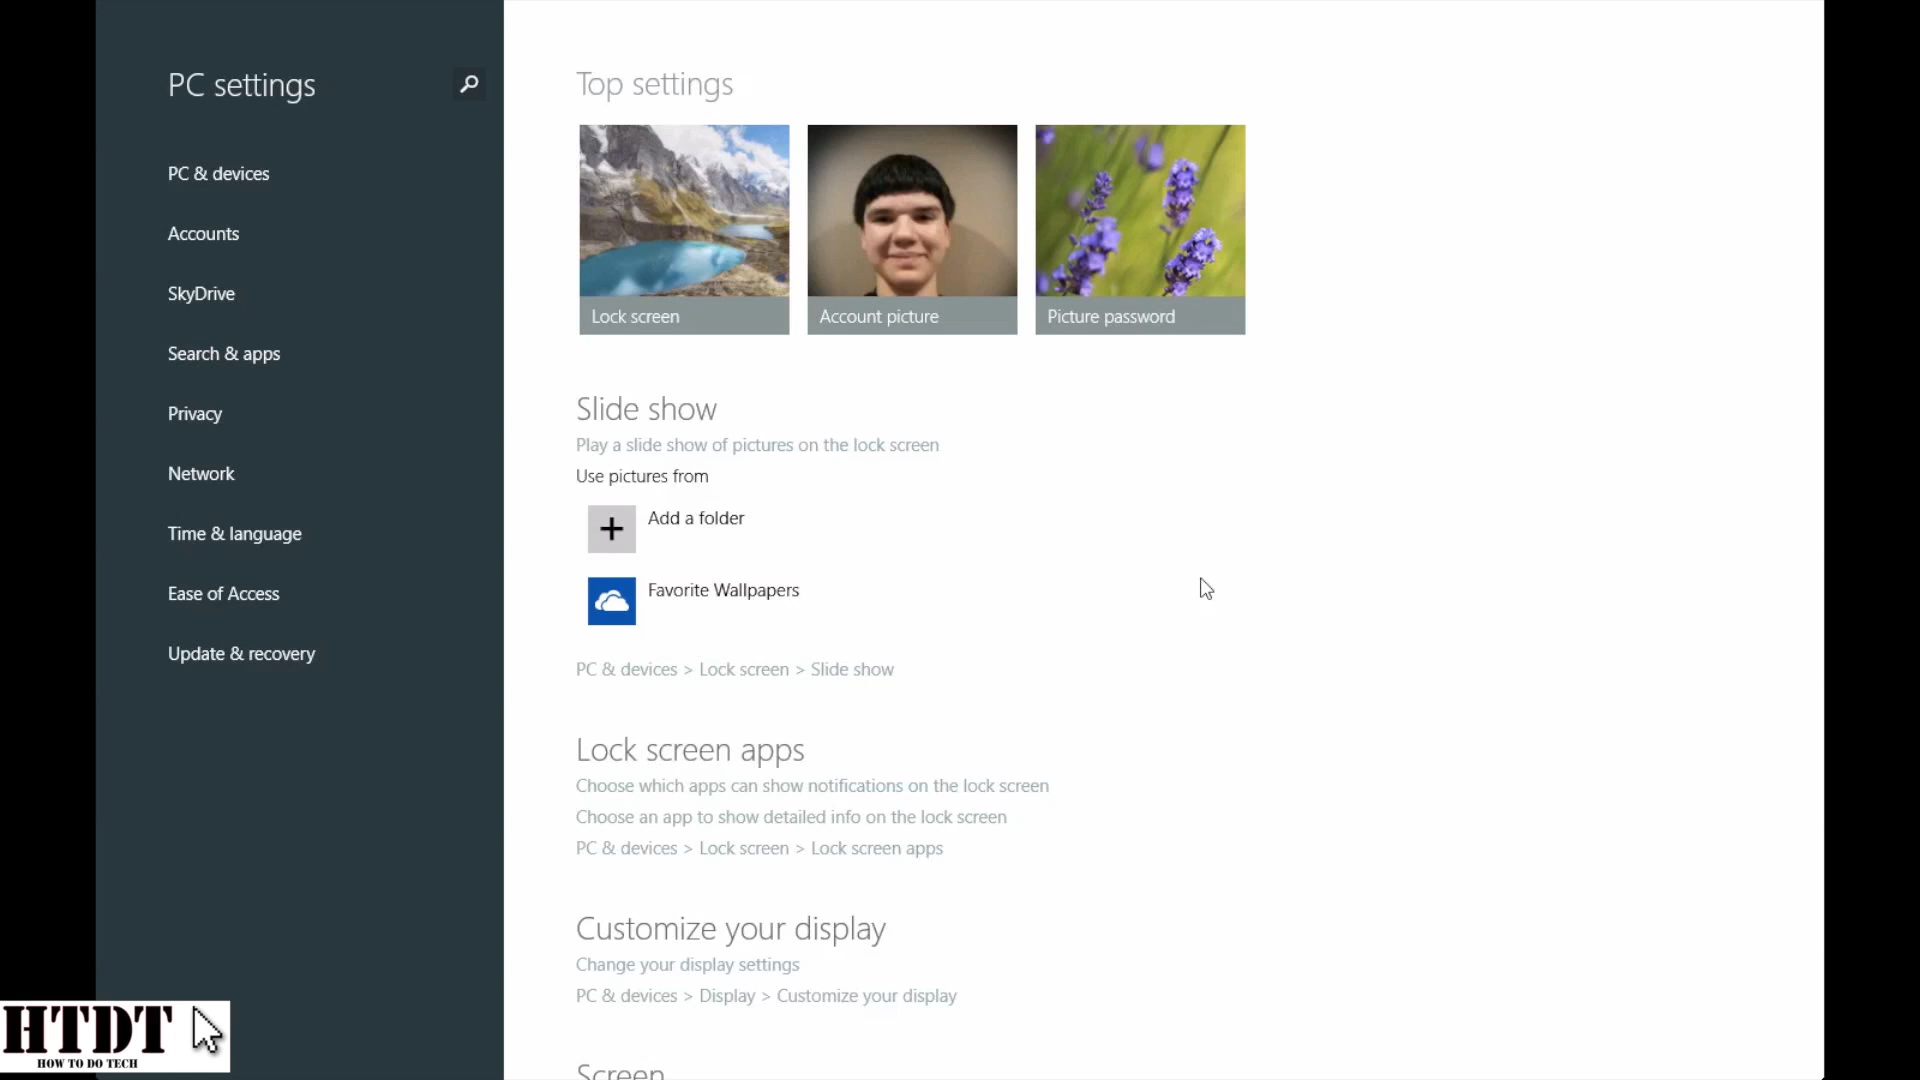 PC settings
PC & devices
Accounts
SkyDrive
Search & apps
Privacy
Network
Time & language
Ease of Access
Update & recovery
Top settings
Lock screen
Account picture
Picture password
Slide show
Play a slide show of pictures on the lock screen
Use pictures from
Add a folder
Favorite Wallpapers
PC & devices > Lock screen > Slide show
Lock screen apps
Choose which apps can show notifications on the lock screen
Choose an app to show detailed info on the lock screen
PC & devices > Lock screen > Lock screen apps
Customize your display
Change your display settings
PC & devices > Display > Customize your display
Screen
HTDT
HOW TO DO TECH